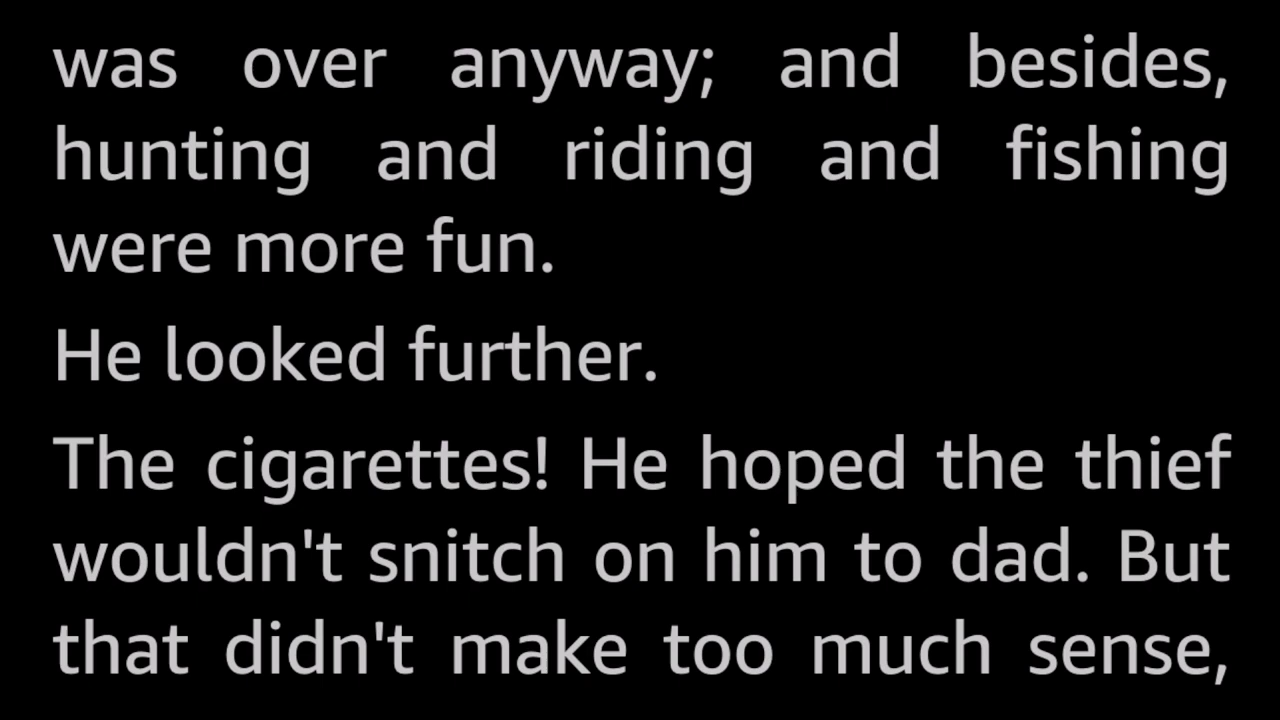 was over anyway; and besides,
hunting and riding and fishing
were more fun.
He looked further.
The cigarettes! He hoped the thief
wouldn't snitch on him to dad. But
that didn't make too much sense,